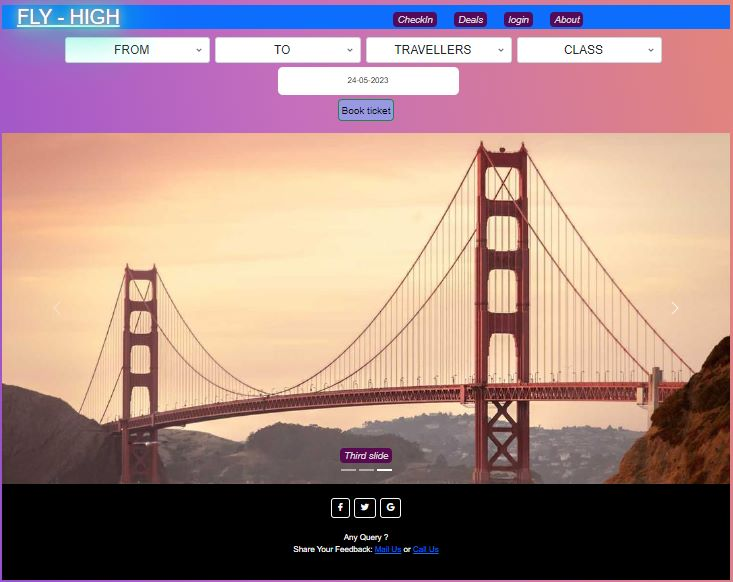 FLY - HIGH
CheckIn Deals login About
FROM TO TRAVELLERS CLASS
24-05-2023
Book ticket
Third slide
Any Query ?
Share Your Feedback: Mail Us or Call Us